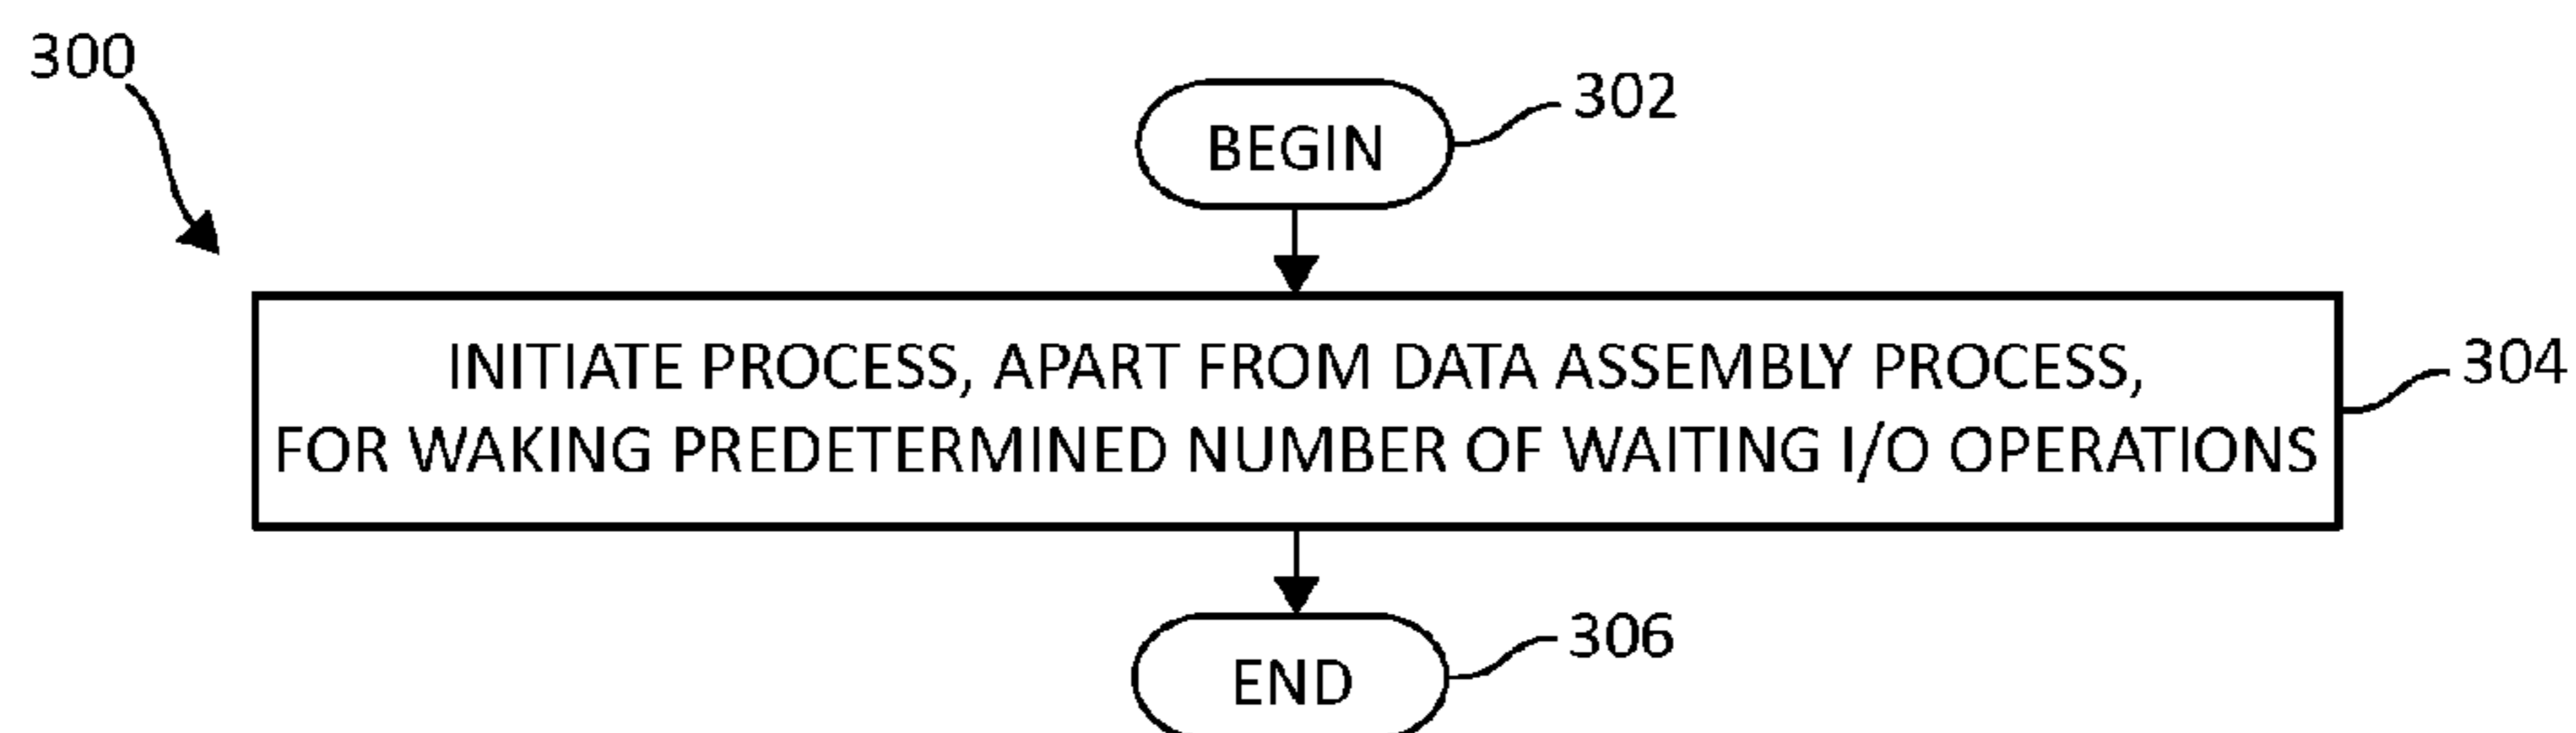 300
302
BEGIN
INITIATE PROCESS, APART FROM DATA ASSEMBLY PROCESS,
FOR WAKING PREDETERMINED NUMBER OF WAITING I/O OPERATIONS
304
306
END